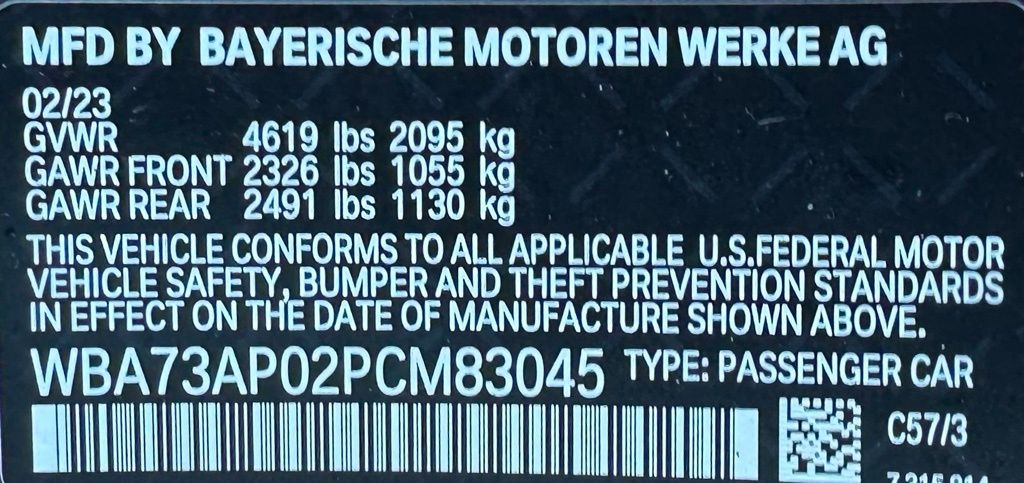 MFD BY BAYERISCHE MOTOREN WERKE AG
02/23
GVWR 4619 lbs 2095 kg
GAWR FRONT 2326 lbs 1055 kg
GAWR REAR 2491 lbs 1130 kg
THIS VEHICLE CONFORMS TO ALL APPLICABLE U.S.FEDERAL MOTOR
VEHICLE SAFETY, BUMPER AND THEFT PREVENTION STANDARDS
IN EFFECT ON THE DATE OF MANUFACTURE SHOWN ABOVE.
WBA73AP02PCM83045 TYPE: PASSENGER CAR
C57/3